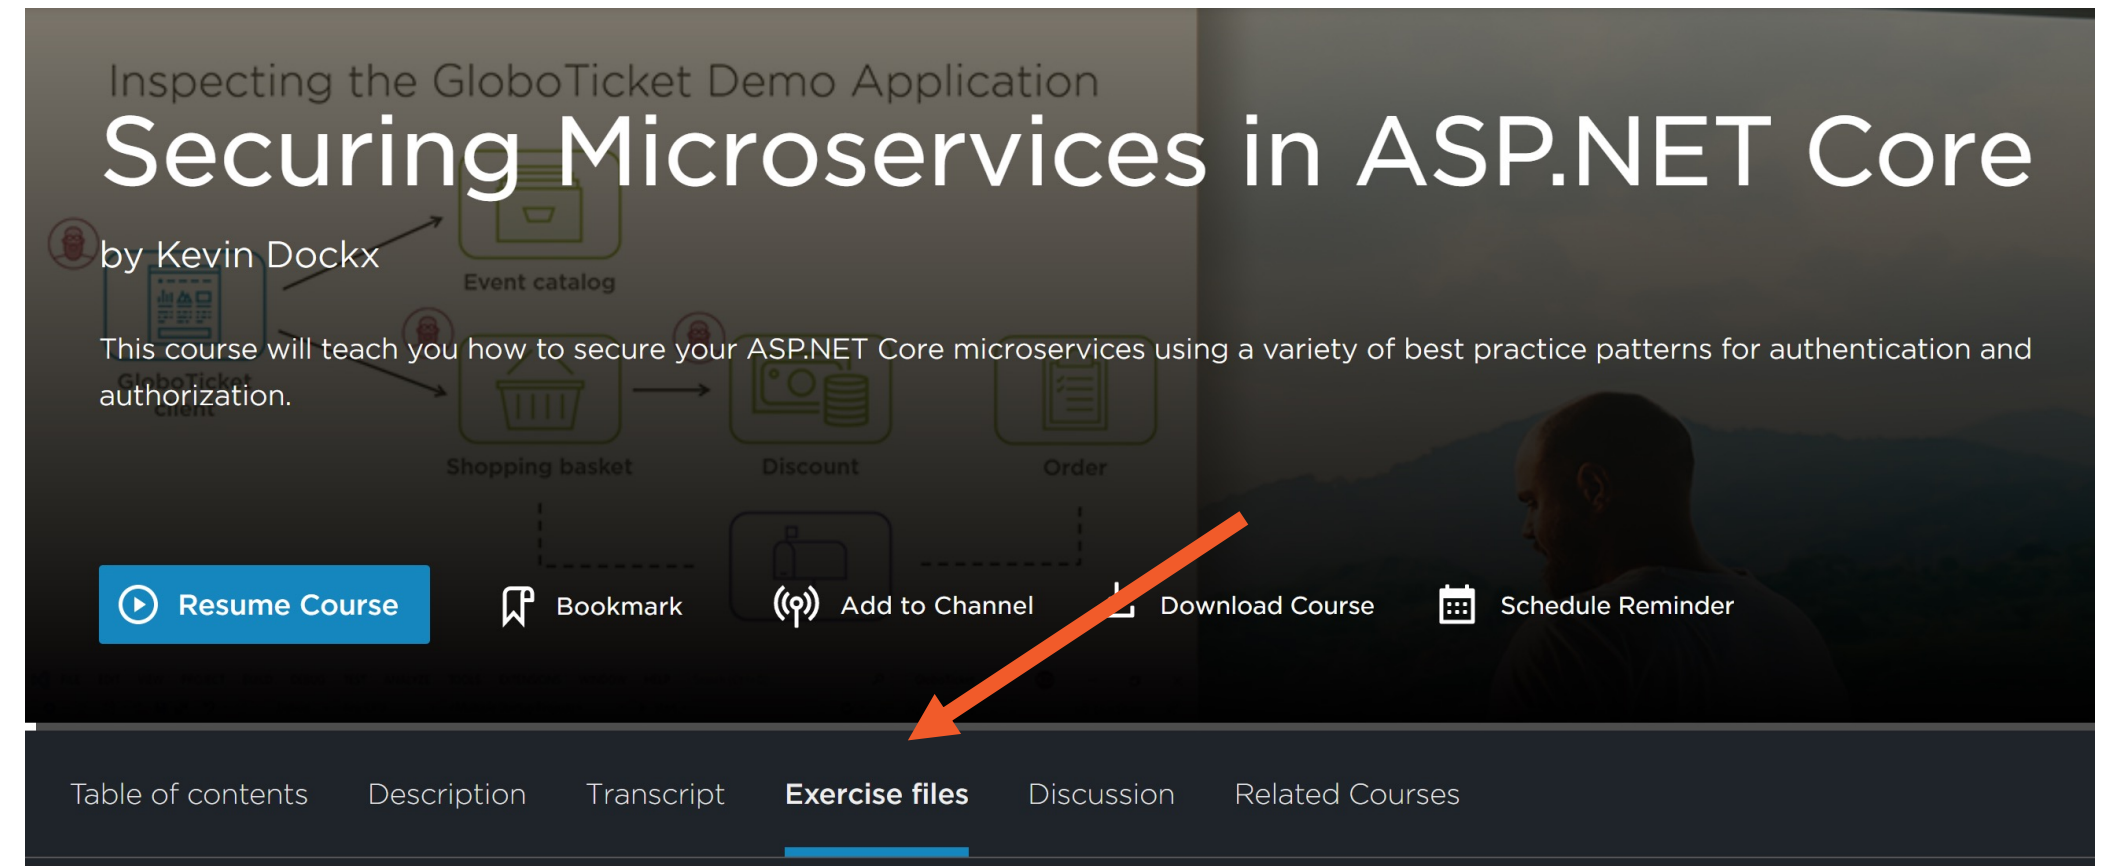 Inspecting the GloboTicket Demo Application
Securing Microservices in ASP.NET Core
by Kevin Dockx
Event catalog
This course will teach you how to secure your ASP.NET Core microservices using a variety of best practice patterns for authentication and
authorization.
GloboTicket
client
Shopping basket
Discount
Order
Resume Course
Bookmark
Add to Channel
Download Course
Schedule Reminder
Table of contents
Description
Transcript
Exercise files
Discussion
Related Courses